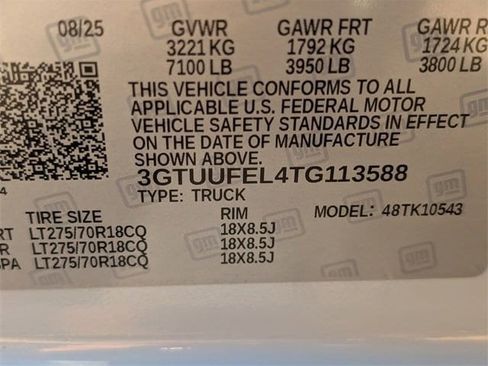 08/25 GVWR GAWR FRT GAWR R
3221 KG 1792 KG 1724 KG
7100 LB 3950 LB 3800 LB
THIS VEHICLE CONFORMS TO ALL
APPLICABLE U.S. FEDERAL MOTOR
VEHICLE SAFETY STANDARDS IN EFFECT
ON THE DATE OF MANUFACTURE
SHOWN ABOVE.
3GTUUFEL4TG113588
TYPE: TRUCK MODEL: 48TK10543
TIRE SIZE RIM
RT LT275/70R18CQ 18X8.5J
R LT275/70R18CQ 18X8.5J
SPA LT275/70R18CQ 18X8.5J
gm